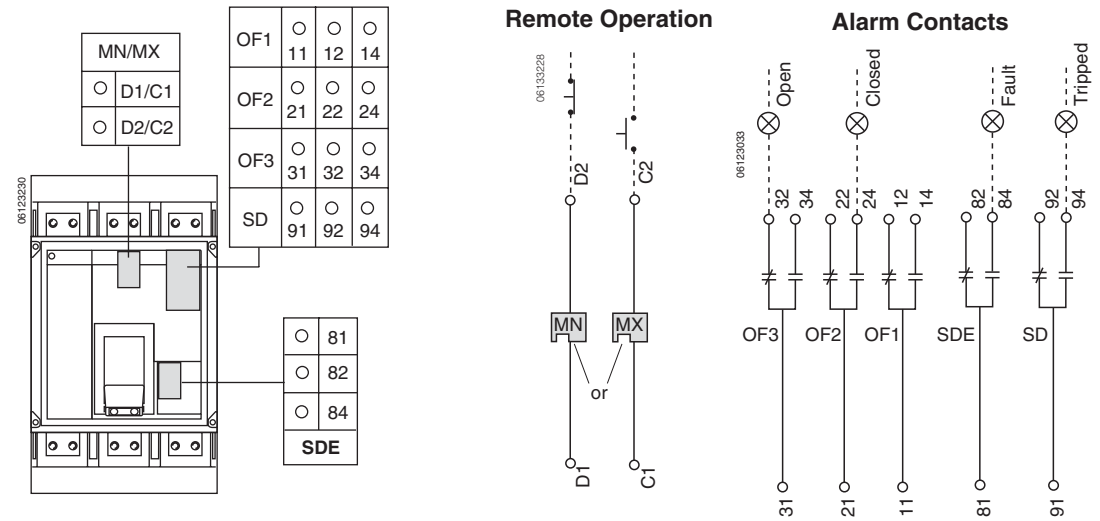 MN/MX
D1/C1
D2/C2
OF1 11 12 14
OF2 21 22 24
OF3 31 32 34
SD 91 92 94
06123230
81
82
84
SDE
Remote Operation
06133228
D2
C2
MN
MX
or
D1
C1
Alarm Contacts
06123033
Open
Closed
Fault
Tripped
32 34 22 24 12 14 82 84 92 94
OF3 OF2 OF1 SDE SD
31 21 11 81 91